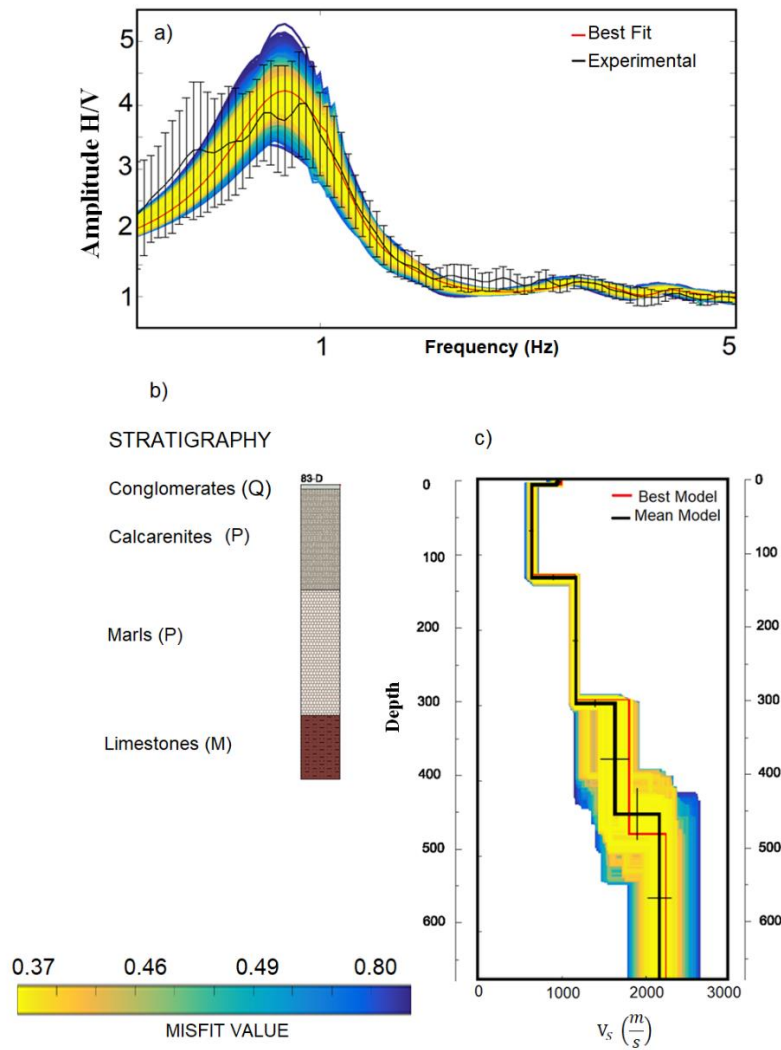 a)
Best Fit
Experimental
5
4
3
2
1
Amplitude H/V
1
Frequency (Hz)
5
b)
STRATIGRAPHY
83-D
Conglomerates (Q)
Calcarenites (P)
Marls (P)
Limestones (M)
c)
Best Model
Mean Model
0
100
200
300
400
500
600
Depth
0
100
200
300
400
500
600
0 1000 2000 3000
V_S (m/s)
0.37 0.46 0.49 0.80
MISFIT VALUE